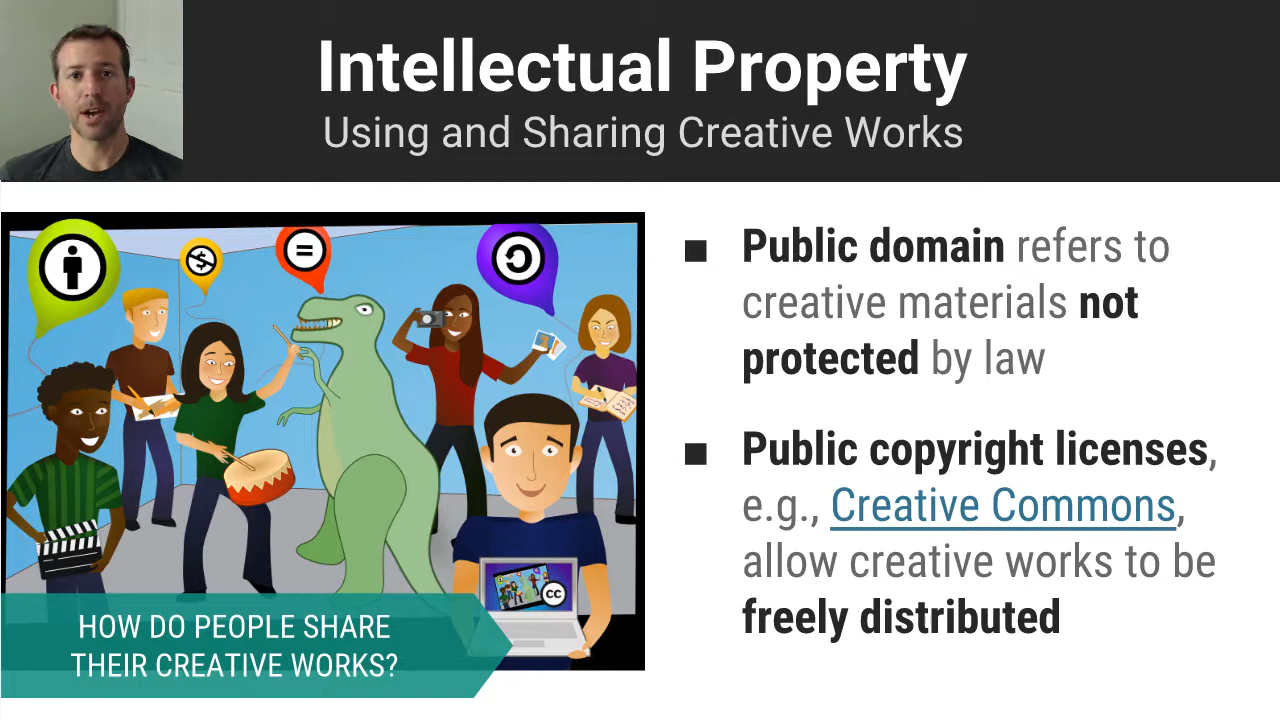 Intellectual Property
Using and Sharing Creative Works
■ Public domain refers to
creative materials not
protected by law
■ Public copyright licenses,
e.g., Creative Commons,
allow creative works to be
freely distributed
$
=
CC
HOW DO PEOPLE SHARE
THEIR CREATIVE WORKS?